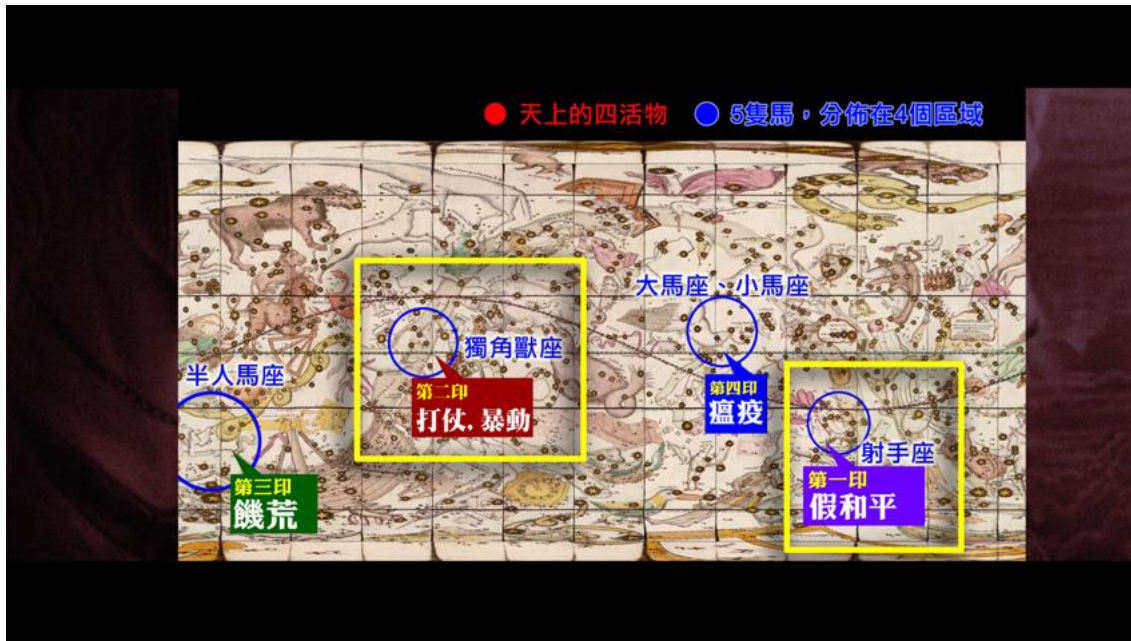 天上的四活物
5隻馬，分佈在4個區域
大馬座、小馬座
獨角獸座
半人馬座
第二印
打仗，暴動
第四印
瘟疫
射手座
第三印
饑荒
第一印
假和平